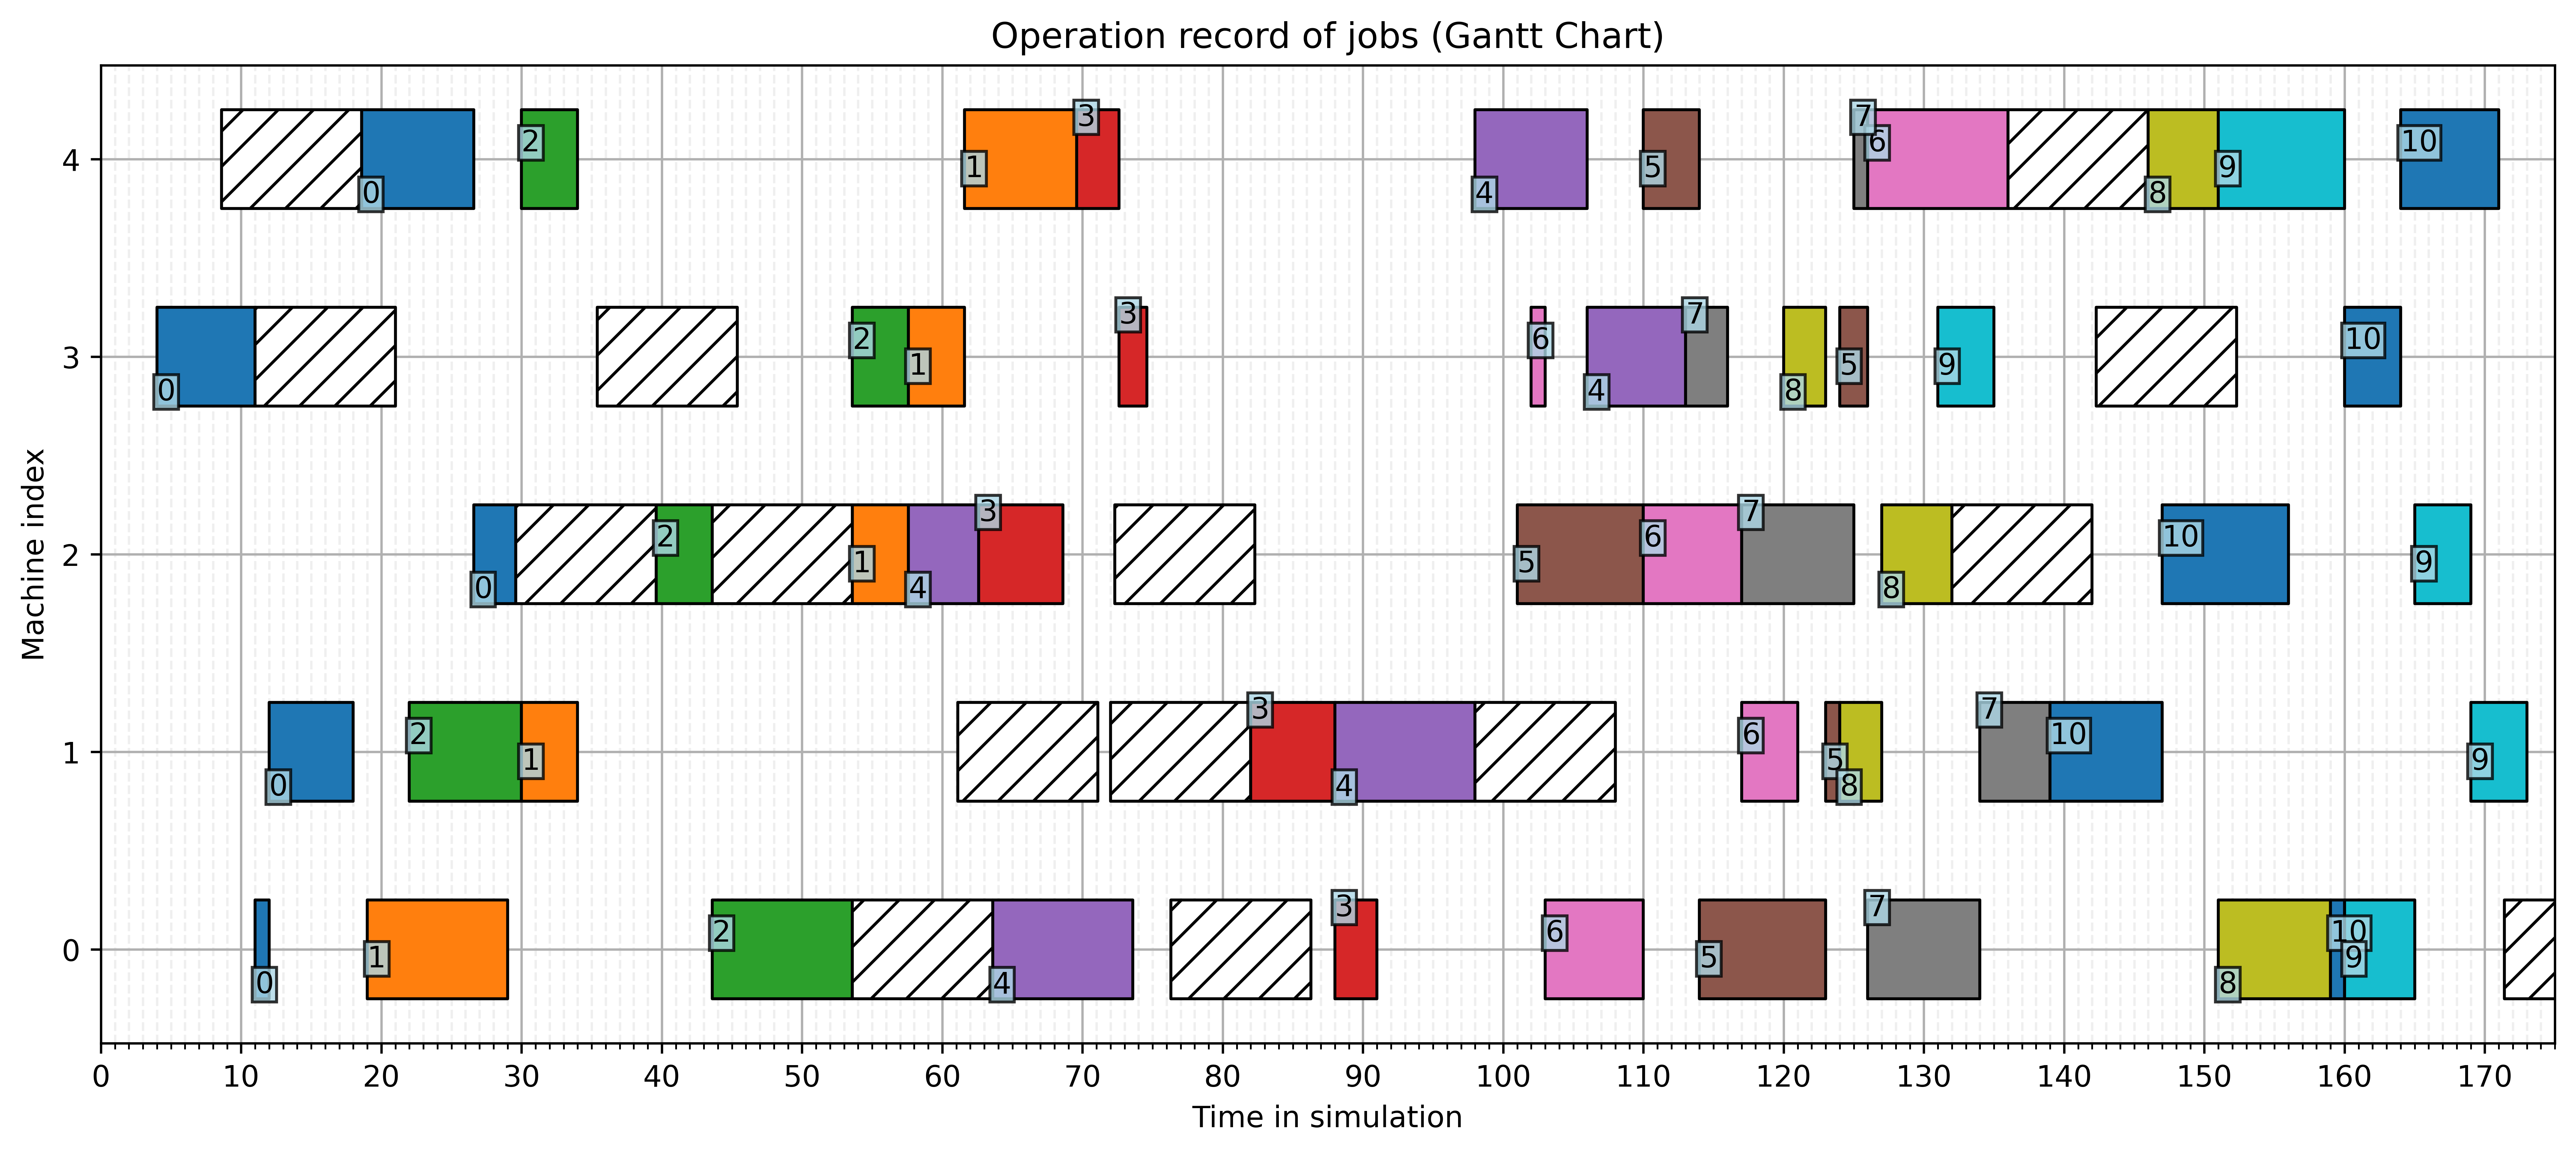 Operation record of jobs (Gantt Chart)
Machine index
4
0 2 1 3 4 5 7 6 8 9 10
3
0 2 1 3 6 4 7 8 5 9 10
2
0 2 1 4 3 5 6 7 8 10 9
1
0 2 1 3 4 6 5 8 7 10 9
0
0 1 2 4 3 6 5 7 8 10 9
0 10 20 30 40 50 60 70 80 90 100 110 120 130 140 150 160 170
Time in simulation